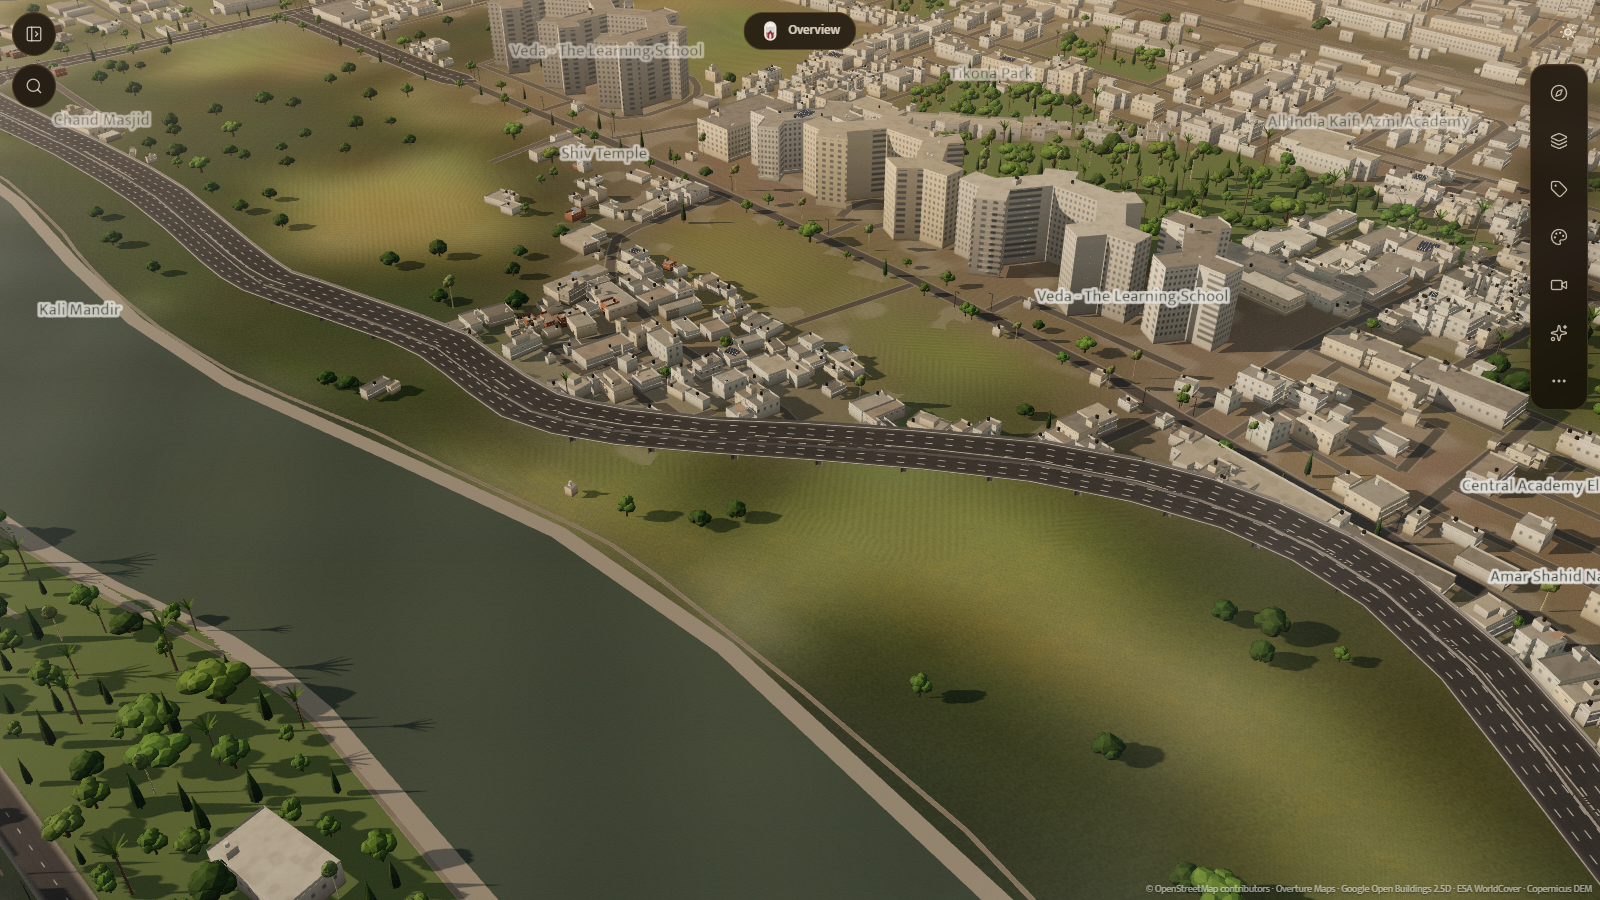 Overview
Veda - The Learning School
Tikona Park
Chand Masjid
All India Kaifi Azmi Academy
Shiv Temple
Veda - The Learning School
Kali Mandir
Central Academy El
Amar Shahid Na
© OpenStreetMap contributors · Overture Maps · Google Open Buildings 2.5D · ESA WorldCover · Copernicus DEM